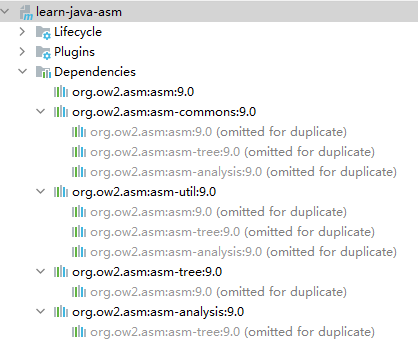 learn-java-asm
Lifecycle
Plugins
Dependencies
org.ow2.asm:asm:9.0
org.ow2.asm:asm-commons:9.0
org.ow2.asm:asm:9.0 (omitted for duplicate)
org.ow2.asm:asm-tree:9.0 (omitted for duplicate)
org.ow2.asm:asm-analysis:9.0 (omitted for duplicate)
org.ow2.asm:asm-util:9.0
org.ow2.asm:asm:9.0 (omitted for duplicate)
org.ow2.asm:asm-tree:9.0 (omitted for duplicate)
org.ow2.asm:asm-analysis:9.0 (omitted for duplicate)
org.ow2.asm:asm-tree:9.0
org.ow2.asm:asm:9.0 (omitted for duplicate)
org.ow2.asm:asm-analysis:9.0
org.ow2.asm:asm-tree:9.0 (omitted for duplicate)